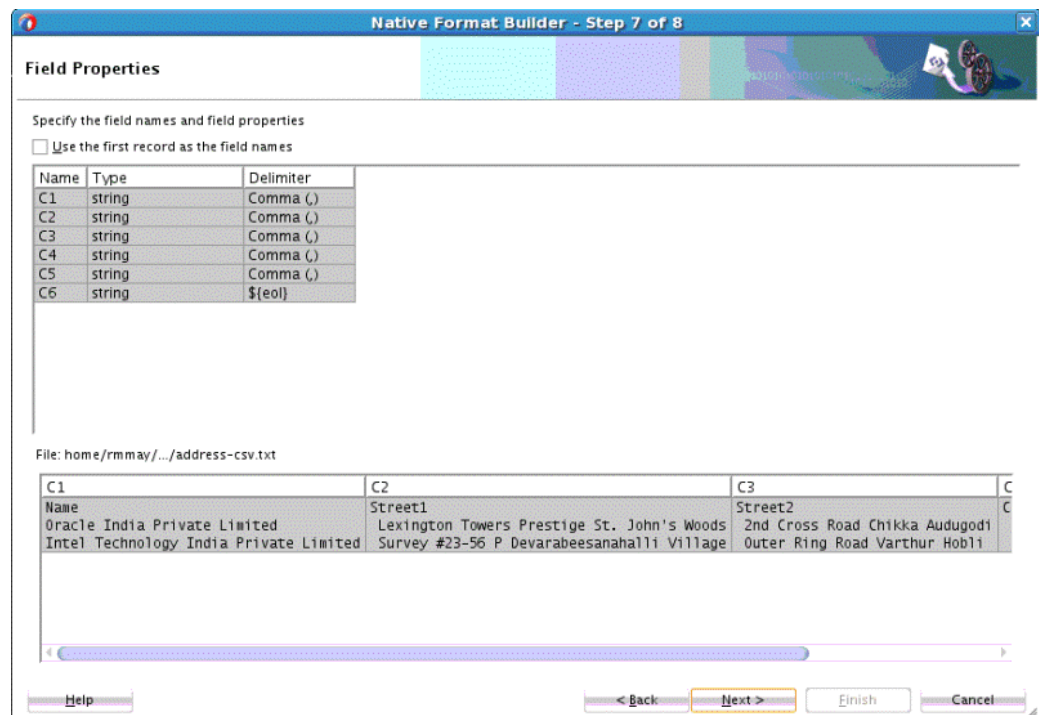 Native Format Builder - Step 7 of 8
Field Properties
Specify the field names and field properties
Use the first record as the field names
Name Type Delimiter
C1 string Comma (,)
C2 string Comma (,)
C3 string Comma (,)
C4 string Comma (,)
C5 string Comma (,)
C6 string ${eol}
File: home/rmmay/.../address-csv.txt
C1 C2 C3 C
Name Street1 Street2 C
Oracle India Private Limited Lexington Towers Prestige St. John's Woods 2nd Cross Road Chikka Audugodi
Intel Technology India Private Limited Survey #23-56 P Devarabeesanahalli Village Outer Ring Road Varthur Hobli
Help < Back Next > Finish Cancel